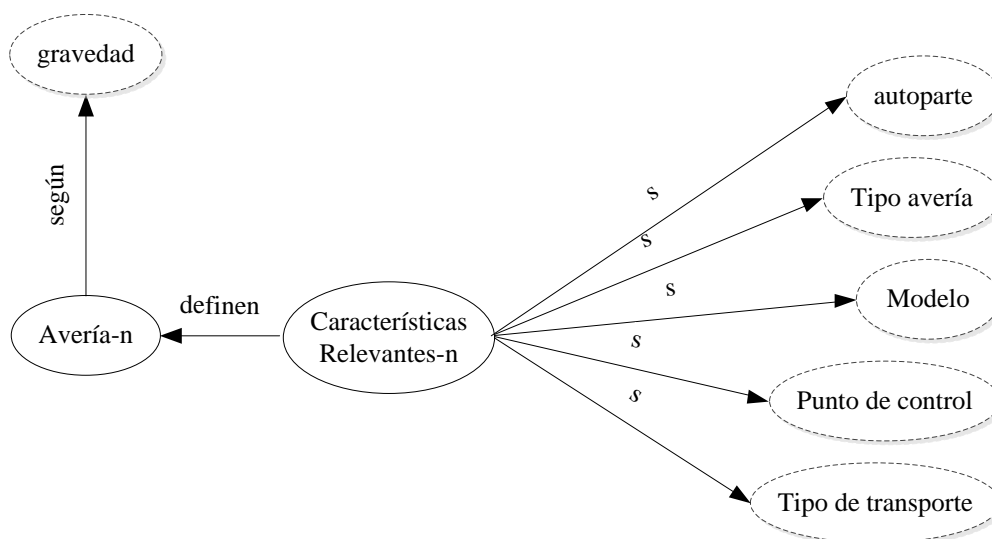 gravedad
autoparte
según
s
Tipo avería
s
s
Modelo
definen
Avería-n
Características
Relevantes-n
s
Punto de control
s
Tipo de transporte